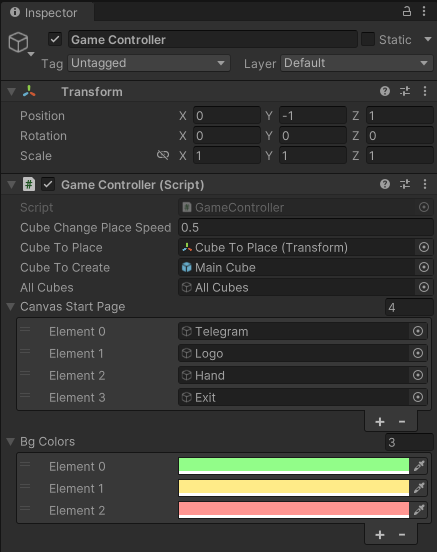 Inspector
Game Controller Static
Tag Untagged Layer Default
Transform
Position X 0 Y -1 Z 1
Rotation X 0 Y 0 Z 0
Scale X 1 Y 1 Z 1
Game Controller (Script)
Script GameController
Cube Change Place Speed 0.5
Cube To Place Cube To Place (Transform)
Cube To Create Main Cube
All Cubes All Cubes
Canvas Start Page 4
Element 0 Telegram
Element 1 Logo
Element 2 Hand
Element 3 Exit
+ -
Bg Colors 3
Element 0
Element 1
Element 2
+ -